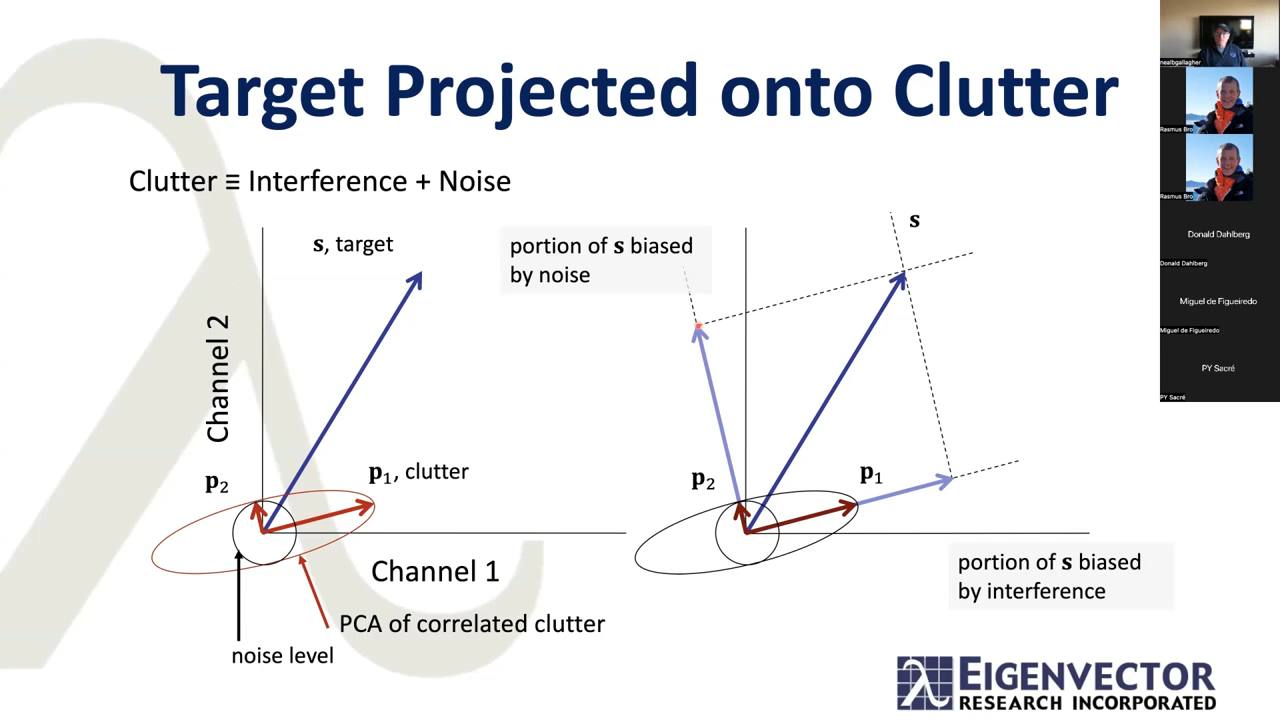 Target Projected onto Clutter
Clutter ≡ Interference + Noise
s, target
Channel 2
p₂
p₁, clutter
Channel 1
PCA of correlated clutter
noise level
portion of s biased
by noise
s
p₂
p₁
portion of s biased
by interference
λ EIGENVECTOR
RESEARCH INCORPORATED
nealbgallagher
Rasmus Bro
Rasmus Bro
Donald Dahlberg
Donald Dahlberg
Miguel de Figueiredo
Miguel de Figueiredo
PY Sacré
PY Sacré